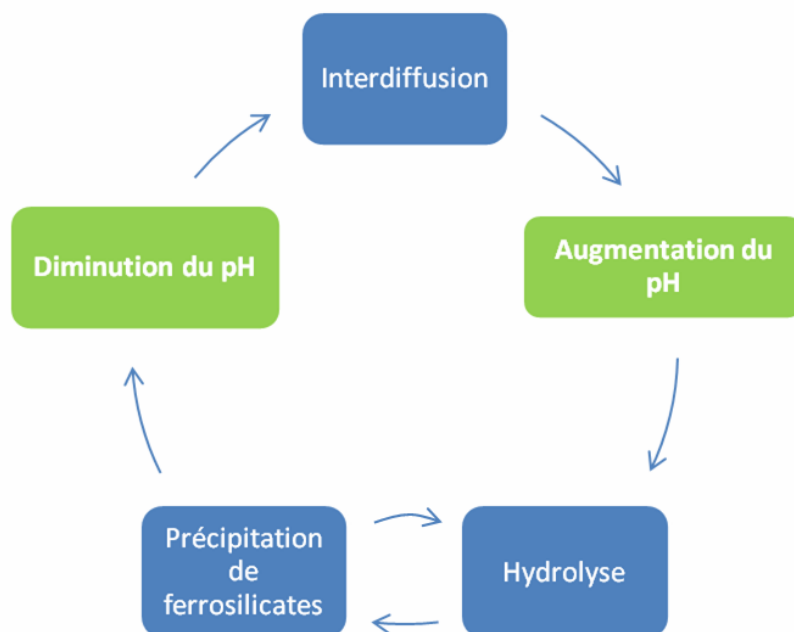 Interdiffusion
Diminution du pH
Augmentation du
pH
Précipitation
de
ferrosilicates
Hydrolyse